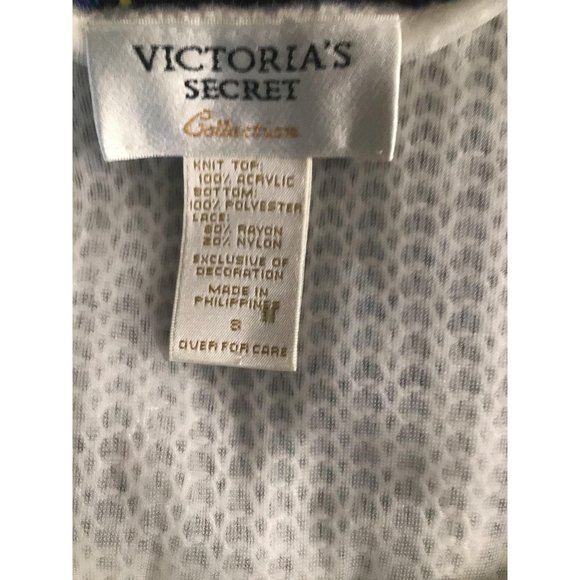 VICTORIA'S
SECRET
Collection
KNIT TOP:
100% ACRYLIC
BOTTOM:
100% POLYESTER
LACE:
80% RAYON
20% NYLON
EXCLUSIVE OF
DECORATION
MADE IN
PHILIPPINES
S
OVER FOR CARE